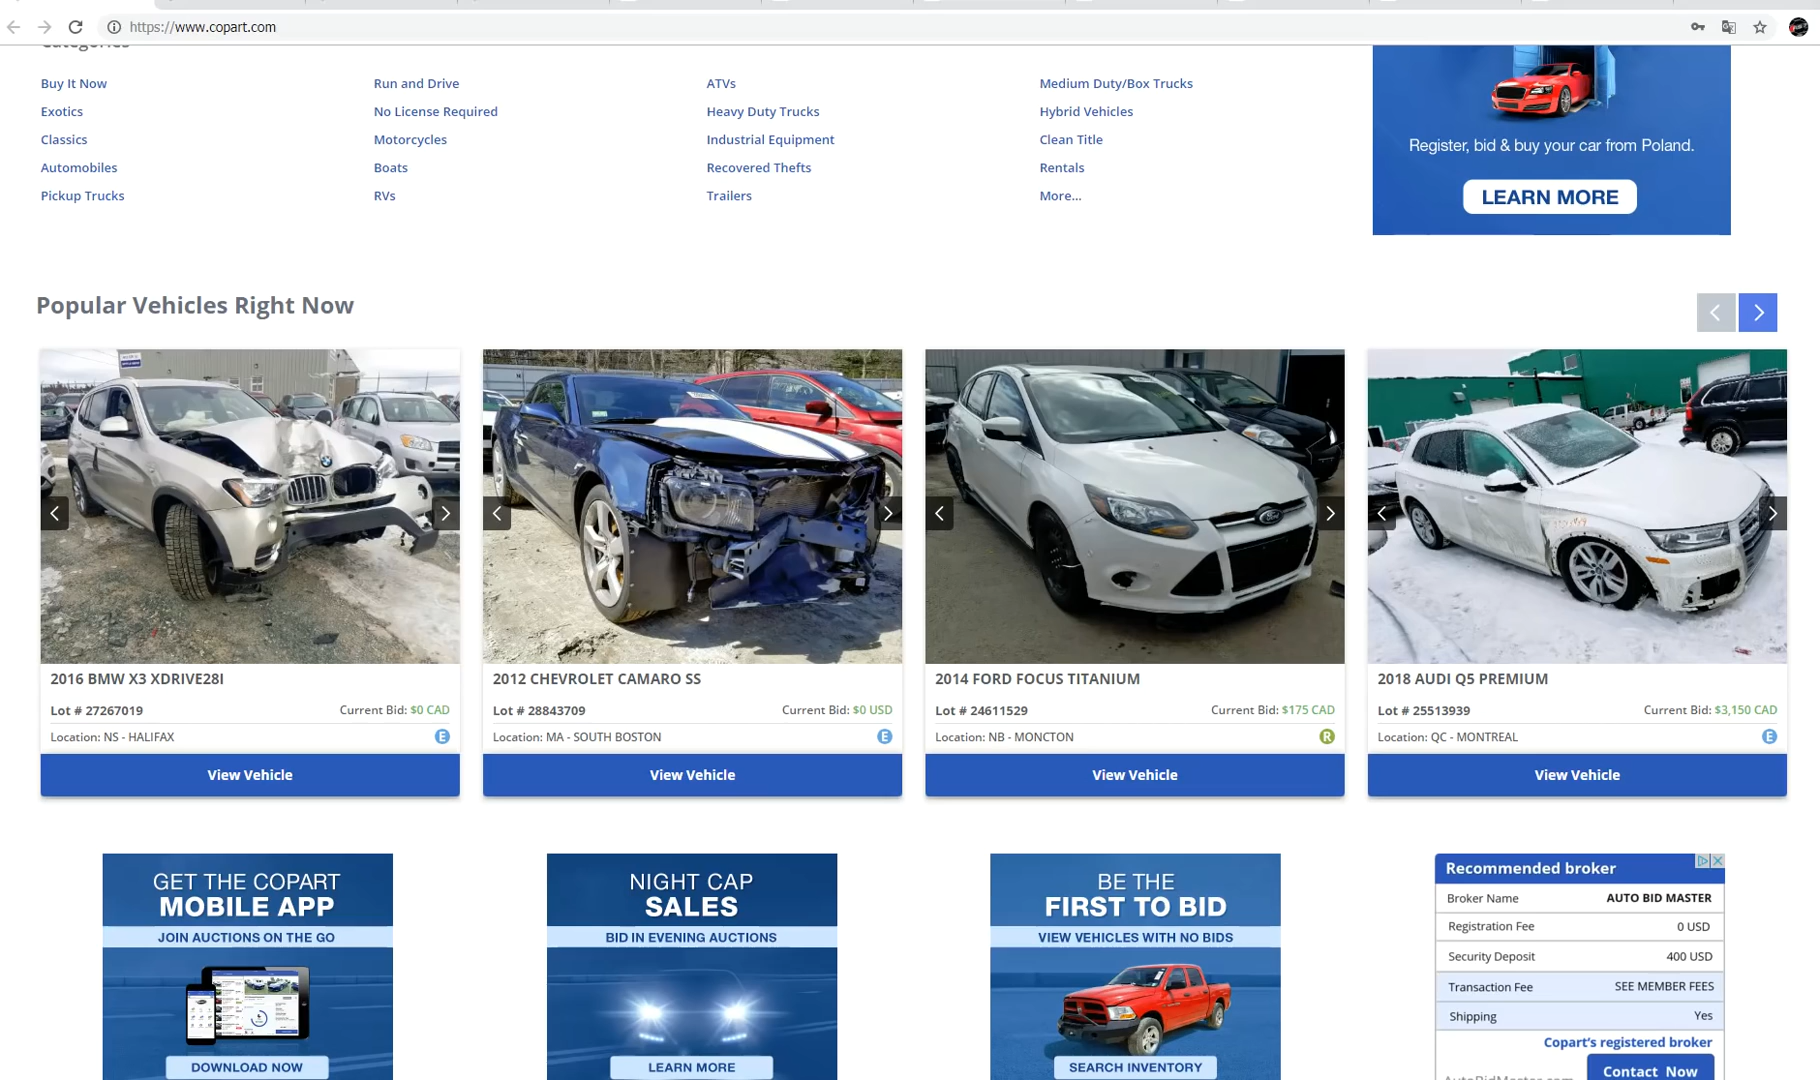 https://www.copart.com
Categories
Buy It Now
Run and Drive
ATVs
Medium Duty/Box Trucks
Exotics
No License Required
Heavy Duty Trucks
Hybrid Vehicles
Classics
Motorcycles
Industrial Equipment
Clean Title
Automobiles
Boats
Recovered Thefts
Rentals
Pickup Trucks
RVs
Trailers
More...
Register, bid & buy your car from Poland.
LEARN MORE
Popular Vehicles Right Now
2016 BMW X3 XDRIVE28I
Lot # 27267019
Current Bid: $0 CAD
Location: NS - HALIFAX
E
View Vehicle
2012 CHEVROLET CAMARO SS
Lot # 28843709
Current Bid: $0 USD
Location: MA - SOUTH BOSTON
E
View Vehicle
2014 FORD FOCUS TITANIUM
Lot # 24611529
Current Bid: $175 CAD
Location: NB - MONCTON
R
View Vehicle
2018 AUDI Q5 PREMIUM
Lot # 25513939
Current Bid: $3,150 CAD
Location: QC - MONTREAL
E
View Vehicle
GET THE COPART
MOBILE APP
JOIN AUCTIONS ON THE GO
DOWNLOAD NOW
NIGHT CAP
SALES
BID IN EVENING AUCTIONS
LEARN MORE
BE THE
FIRST TO BID
VIEW VEHICLES WITH NO BIDS
SEARCH INVENTORY
Recommended broker
Broker Name AUTO BID MASTER
Registration Fee 0 USD
Security Deposit 400 USD
Transaction Fee SEE MEMBER FEES
Shipping Yes
Copart's registered broker
AutoBidMaster.com
Contact Now